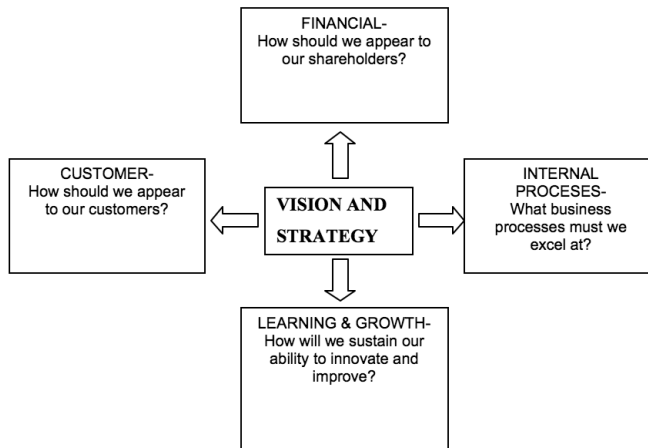 FINANCIAL-
How should we appear to
our shareholders?
CUSTOMER-
How should we appear
to our customers?
VISION AND
STRATEGY
INTERNAL
PROCESES-
What business
processes must we
excel at?
LEARNING & GROWTH-
How will we sustain our
ability to innovate and
improve?